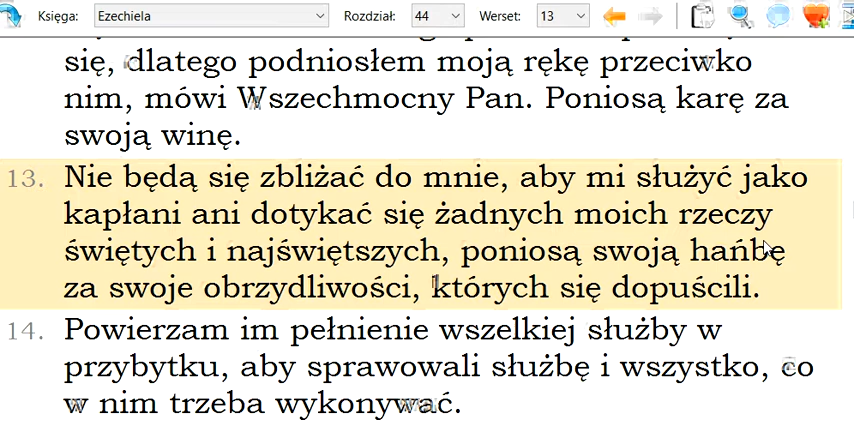 Księga: Ezechiela Rozdział: 44 Werset: 13
się, dlatego podniosłem moją rękę przeciwko
nim, mówi Wszechmocny Pan. Poniosą karę za
swoją winę.
13. Nie będą się zbliżać do mnie, aby mi służyć jako
kapłani ani dotykać się żadnych moich rzeczy
świętych i najświętszych, poniosą swoją hańbę
za swoje obrzydliwości, których się dopuścili.
14. Powierzam im pełnienie wszelkiej służby w
przybytku, aby sprawowali służbę i wszystko, co
w nim trzeba wykonywać.